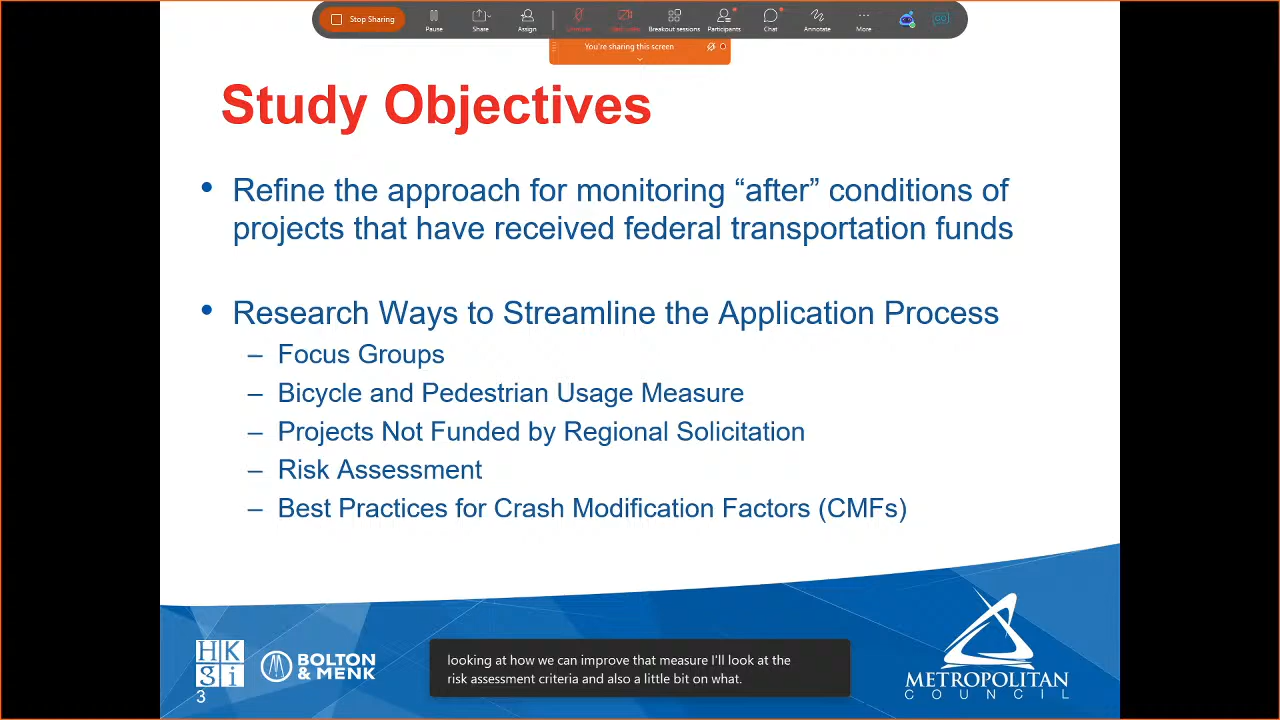 Stop Sharing
Pause
Share
Assign
Breakout sessions
Participants
Chat
Annotate
More
You're sharing this screen
Study Objectives
• Refine the approach for monitoring “after” conditions of
projects that have received federal transportation funds
• Research Ways to Streamline the Application Process
– Focus Groups
– Bicycle and Pedestrian Usage Measure
– Projects Not Funded by Regional Solicitation
– Risk Assessment
– Best Practices for Crash Modification Factors (CMFs)
HK
gi
BOLTON
& MENK
3
looking at how we can improve that measure I'll look at the
risk assessment criteria and also a little bit on what.
METROPOLITAN
COUNCIL